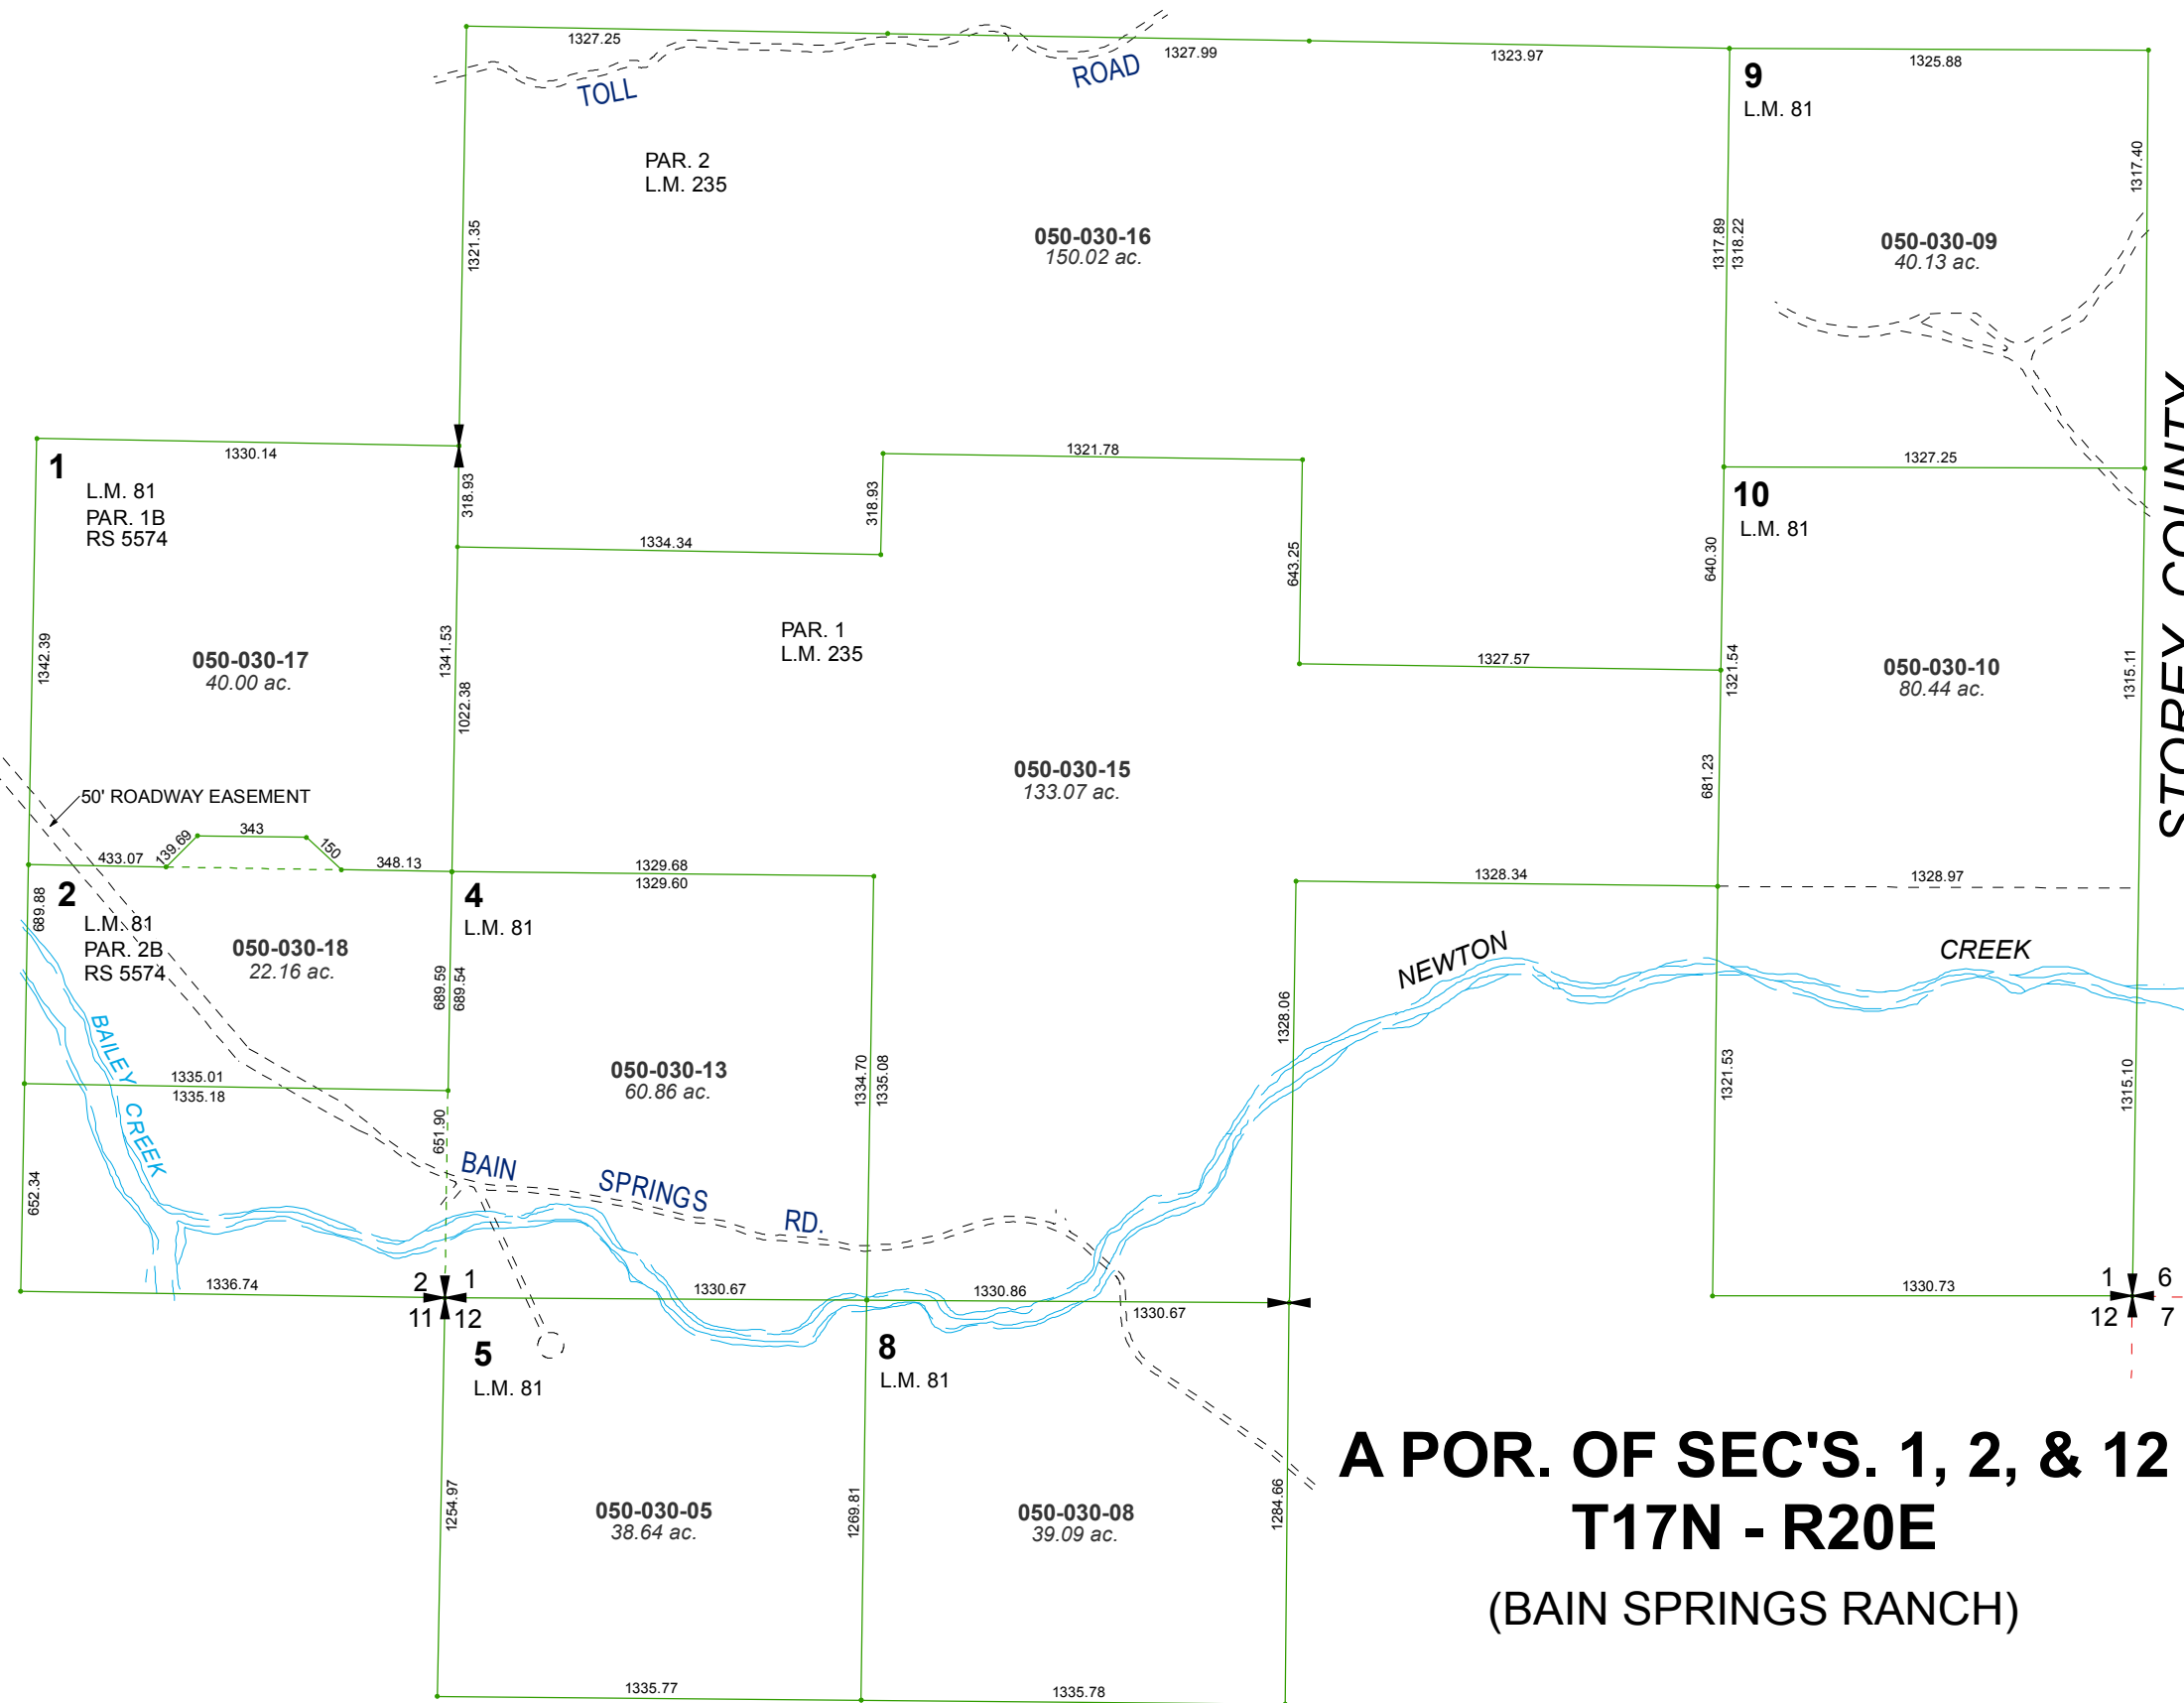 1327.25
1327.99
1323.97
1325.88
TOLL
ROAD
9
L.M. 81
PAR. 2
L.M. 235
1321.35
050-030-16
150.02 ac.
1317.89
1318.22
050-030-09
40.13 ac.
1317.40
STOREY COUNTY
1330.14
1
L.M. 81
PAR. 1B
RS 5574
318.93
318.93
1321.78
1334.34
643.25
1327.25
10
L.M. 81
640.30
1342.39
050-030-17
40.00 ac.
1341.53
1022.38
PAR. 1
L.M. 235
1327.57
1321.54
050-030-10
80.44 ac.
1315.11
050-030-15
133.07 ac.
681.23
50' ROADWAY EASEMENT
343
139.69
150
433.07
348.13
1329.68
1329.60
1328.34
1328.97
2
L.M. 81
PAR. 2B
RS 5574
689.88
050-030-18
22.16 ac.
4
L.M. 81
689.59
689.54
NEWTON
CREEK
1328.06
BAILEY
CREEK
1335.01
1335.18
050-030-13
60.86 ac.
1334.70
1335.08
1321.53
1315.10
651.90
652.34
BAIN
SPRINGS
RD.
1336.74
2
1
11
12
1330.67
1330.86
1330.67
1330.73
1
6
12
7
5
L.M. 81
8
L.M. 81
1254.97
050-030-05
38.64 ac.
1269.81
050-030-08
39.09 ac.
1284.66
1335.77
1335.78
A POR. OF SEC'S. 1, 2, & 12
T17N - R20E
(BAIN SPRINGS RANCH)